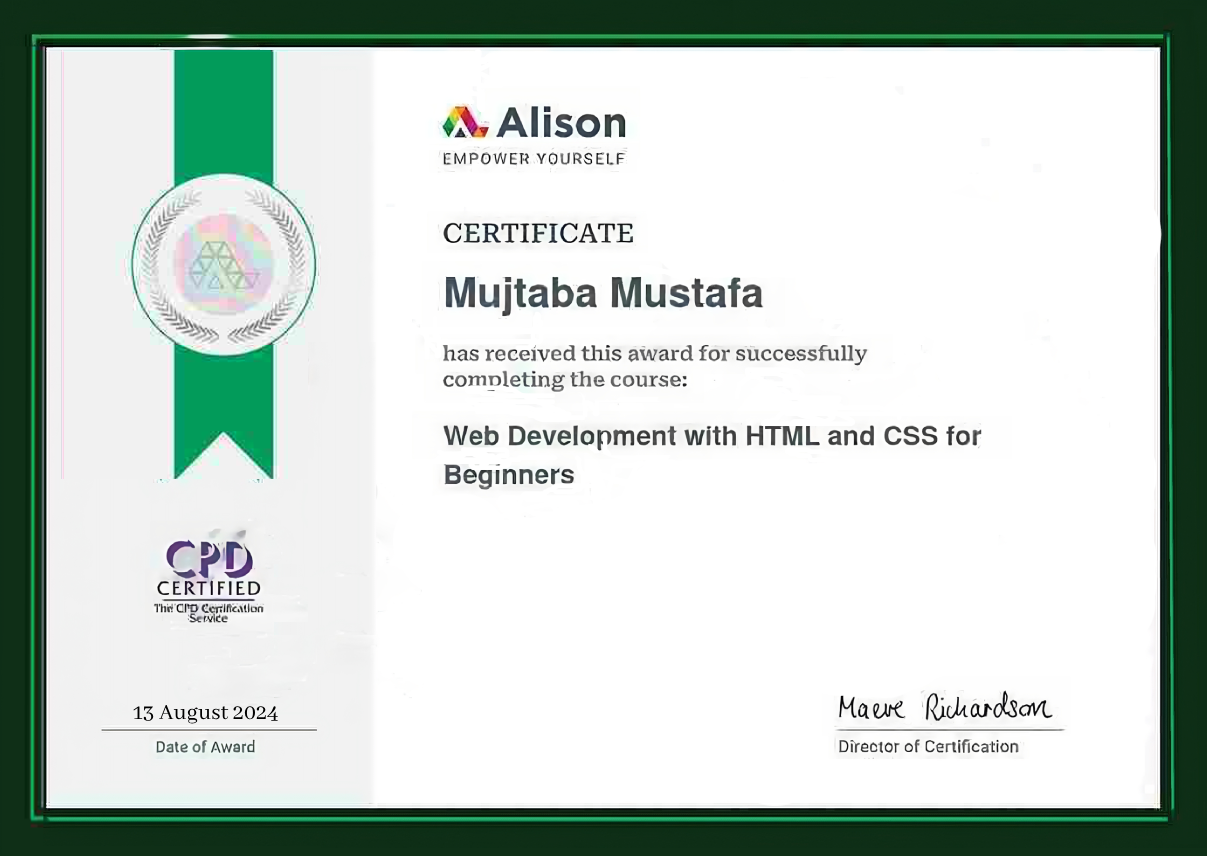 Alison
EMPOWER YOURSELF
CERTIFICATE
Mujtaba Mustafa
has received this award for successfully
completing the course:
Web Development with HTML and CSS for
Beginners
CPD
CERTIFIED
The CPD Certification
Service
13 August 2024
Date of Award
Maeve Richardson
Director of Certification